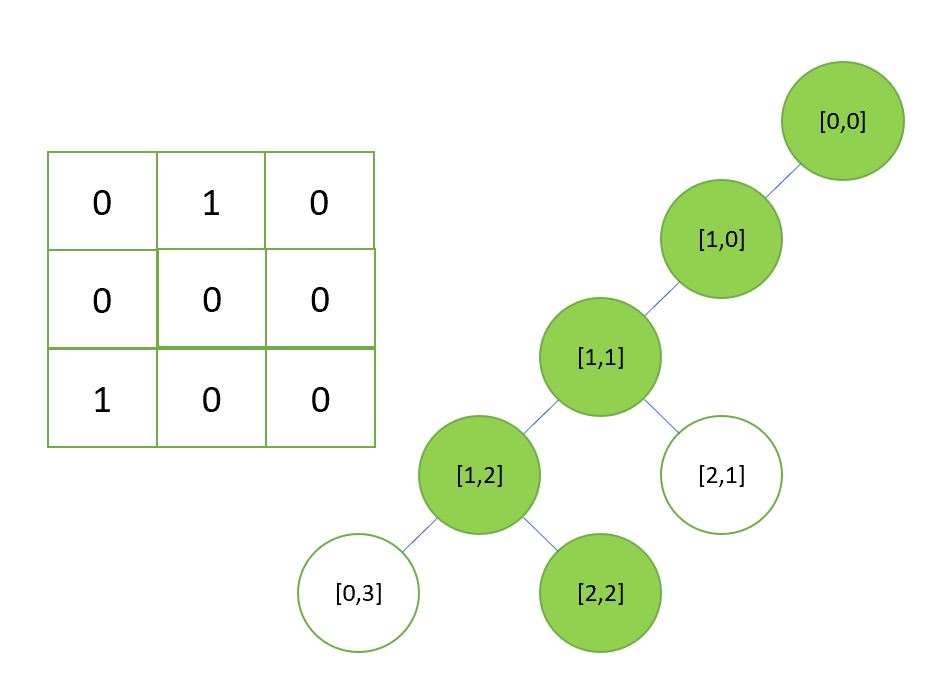 0 1 0
0 0 0
1 0 0
[0,0]
[1,0]
[1,1]
[1,2]
[2,1]
[0,3]
[2,2]